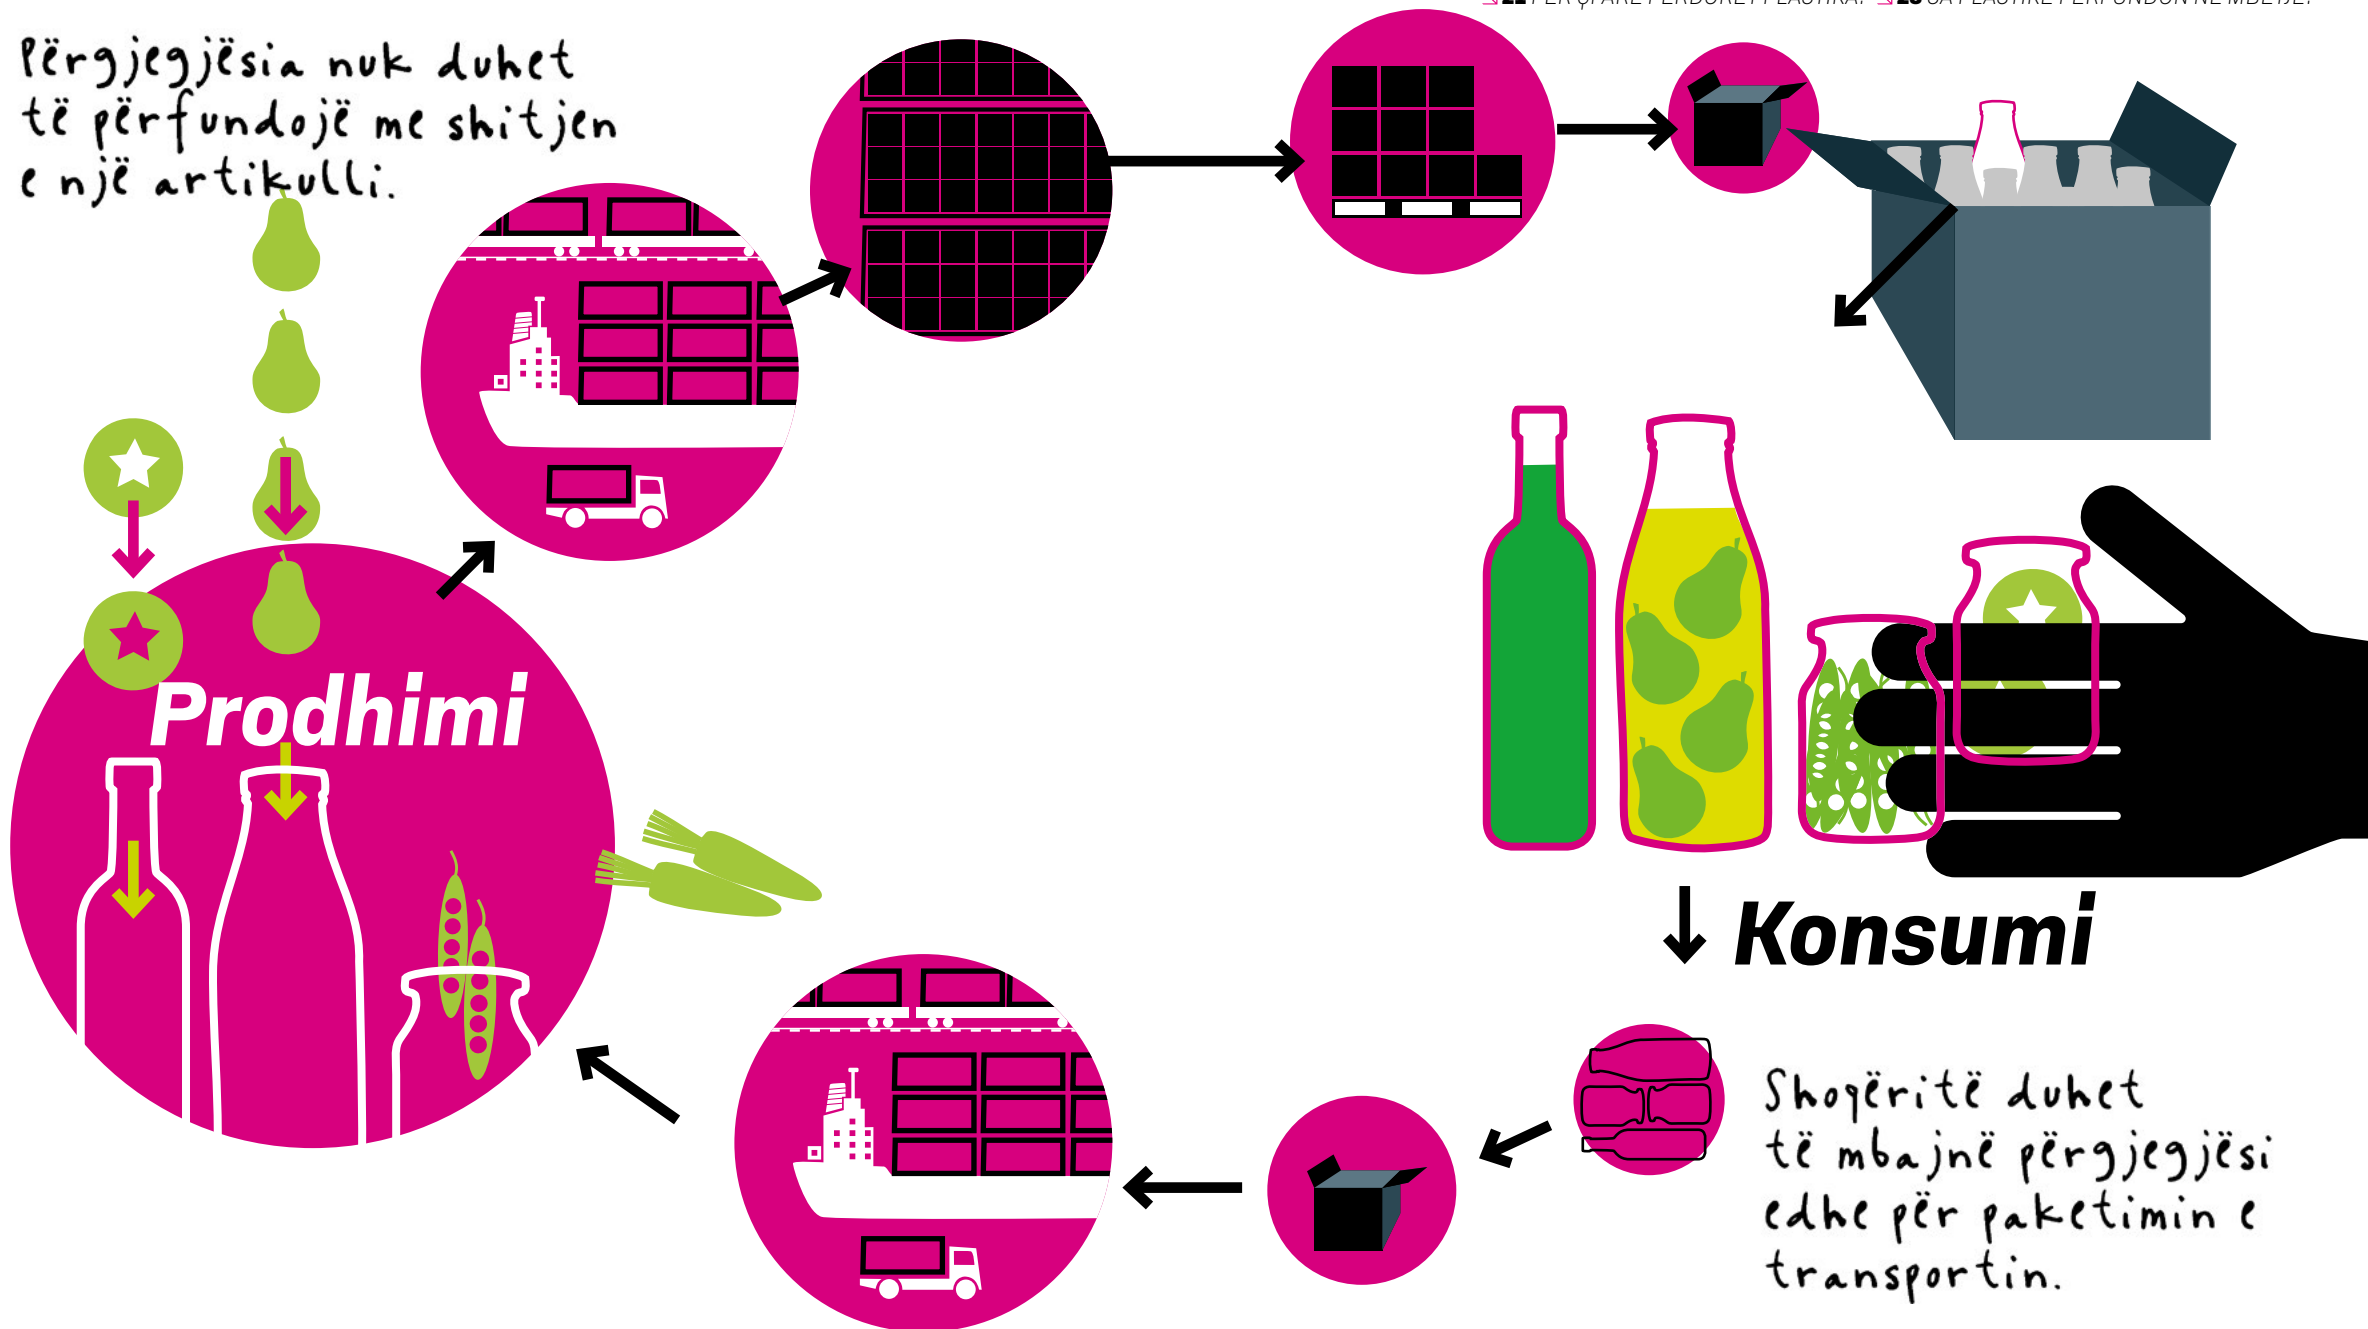 Përgjegjësia nuk duhet
të përfundojë me shitjen
e një artikulli.
Prodhimi
Konsumi
Shoqëritë duhet
të mbajnë përgjegjësi
edhe për paketimin e
transportin.